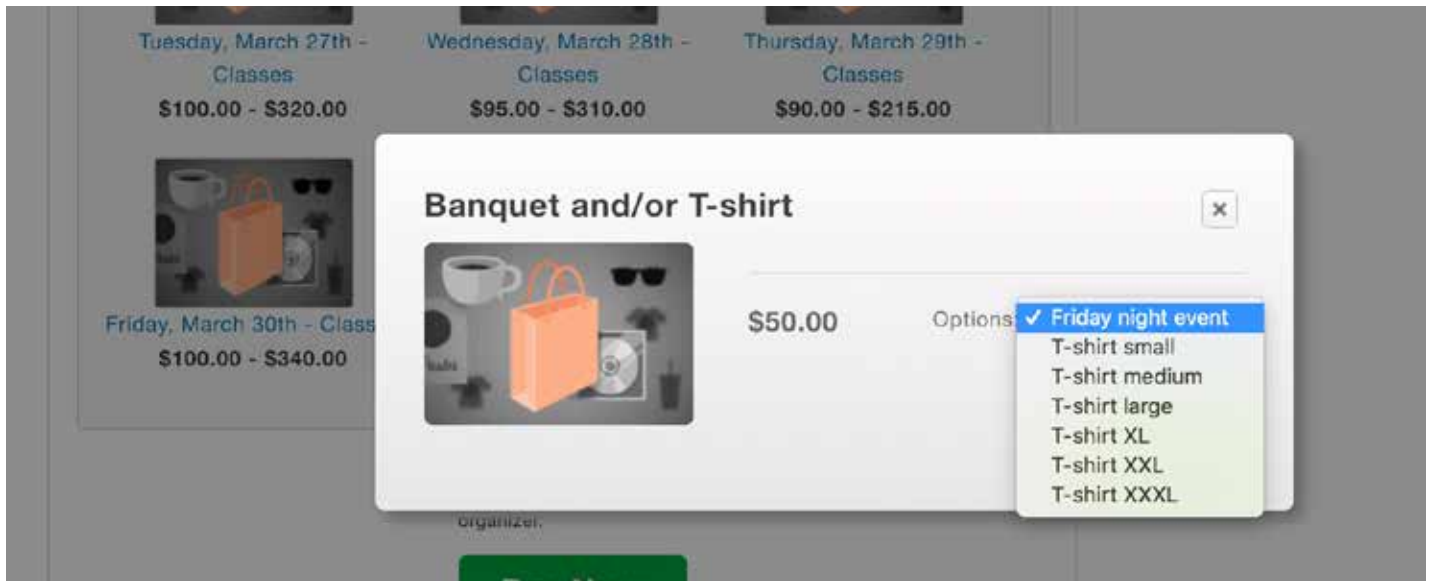 Tuesday, March 27th -
Classes
$100.00 - $320.00
Wednesday, March 28th -
Classes
$95.00 - $310.00
Thursday, March 29th -
Classes
$90.00 - $215.00
Friday, March 30th - Class
$100.00 - $340.00
Banquet and/or T-shirt
$50.00
Options
Friday night event
T-shirt small
T-shirt medium
T-shirt large
T-shirt XL
T-shirt XXL
T-shirt XXXL
organizer.